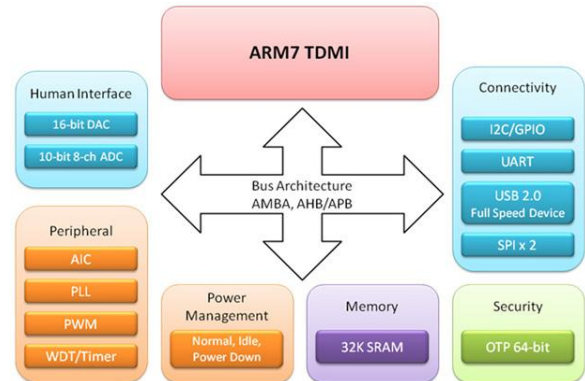 ARM7 TDMI
Human Interface
16-bit DAC
10-bit 8-ch ADC
Connectivity
I2C/GPIO
UART
USB 2.0
Full Speed Device
SPI x 2
Bus Architecture
AMBA, AHB/APB
Peripheral
AIC
PLL
PWM
WDT/Timer
Power
Management
Normal, Idle,
Power Down
Memory
32K SRAM
Security
OTP 64-bit